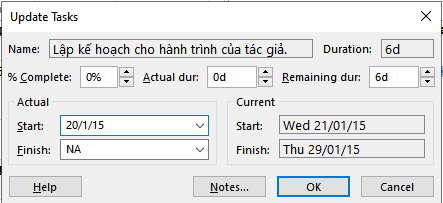 Update Tasks
Name: Lập kế hoạch cho hành trình của tác giả. Duration: 6d
% Complete: 0% Actual dur: 0d Remaining dur: 6d
Actual Current
Start: 20/1/15 Start: Wed 21/01/15
Finish: NA Finish: Thu 29/01/15
Help Notes... OK Cancel